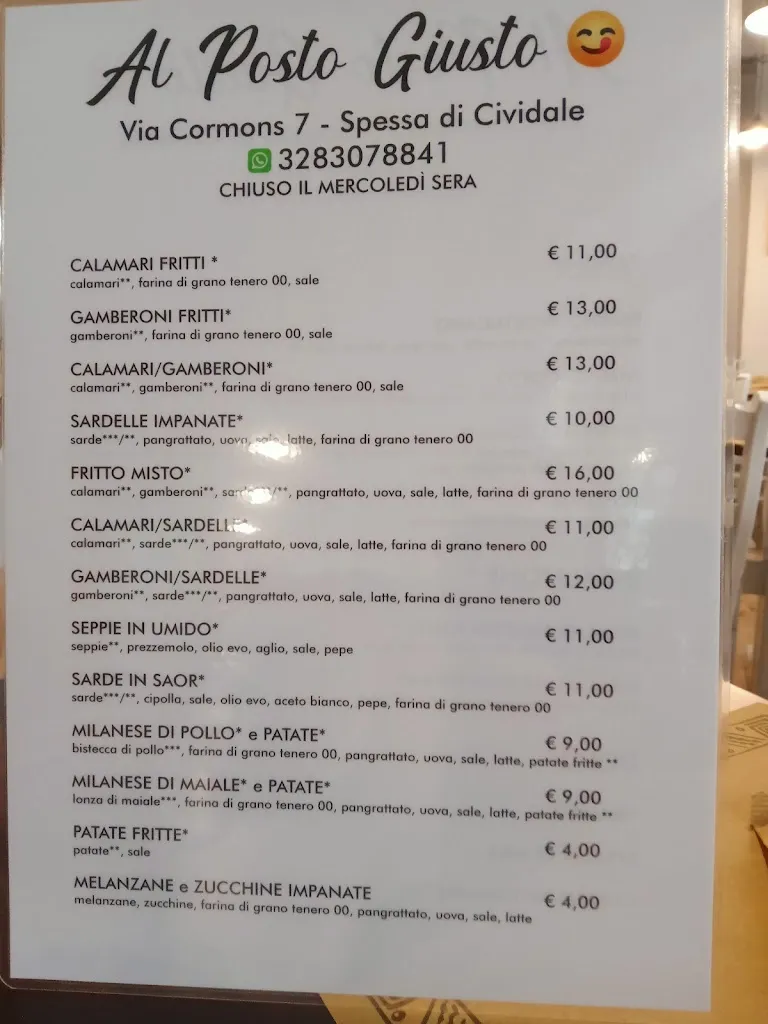 Al Posto Giusto
Via Cormons 7 - Spessa di Cividale
3283078841
CHIUSO IL MERCOLEDÌ SERA
CALAMARI FRITTI * € 11,00
calamari**, farina di grano tenero 00, sale
GAMBERONI FRITTI* € 13,00
gamberoni**, farina di grano tenero 00, sale
CALAMARI/GAMBERONI* € 13,00
calamari**, gamberoni**, farina di grano tenero 00, sale
SARDELLE IMPANATE* € 10,00
sarde***/**, pangrattato, uova, sale, latte, farina di grano tenero 00
FRITTO MISTO* € 16,00
calamari**, gamberoni**, sarde***/**, pangrattato, uova, sale, latte, farina di grano tenero 00
CALAMARI/SARDELLE* € 11,00
calamari**, sarde***/**, pangrattato, uova, sale, latte, farina di grano tenero 00
GAMBERONI/SARDELLE* € 12,00
gamberoni**, sarde***/**, pangrattato, uova, sale, latte, farina di grano tenero 00
SEPPIE IN UMIDO* € 11,00
seppie**, prezzemolo, olio evo, aglio, sale, pepe
SARDE IN SAOR* € 11,00
sarde***/**, cipolla, sale, olio evo, aceto bianco, pepe, farina di grano tenero 00
MILANESE DI POLLO* e PATATE* € 9,00
bistecca di pollo***, farina di grano tenero 00, pangrattato, uova, sale, latte, patate fritte **
MILANESE DI MAIALE* e PATATE* € 9,00
lonza di maiale***, farina di grano tenero 00, pangrattato, uova, sale, latte, patate fritte **
PATATE FRITTE* € 4,00
patate**, sale
MELANZANE e ZUCCHINE IMPANATE € 4,00
melanzane, zucchine, farina di grano tenero 00, pangrattato, uova, sale, latte